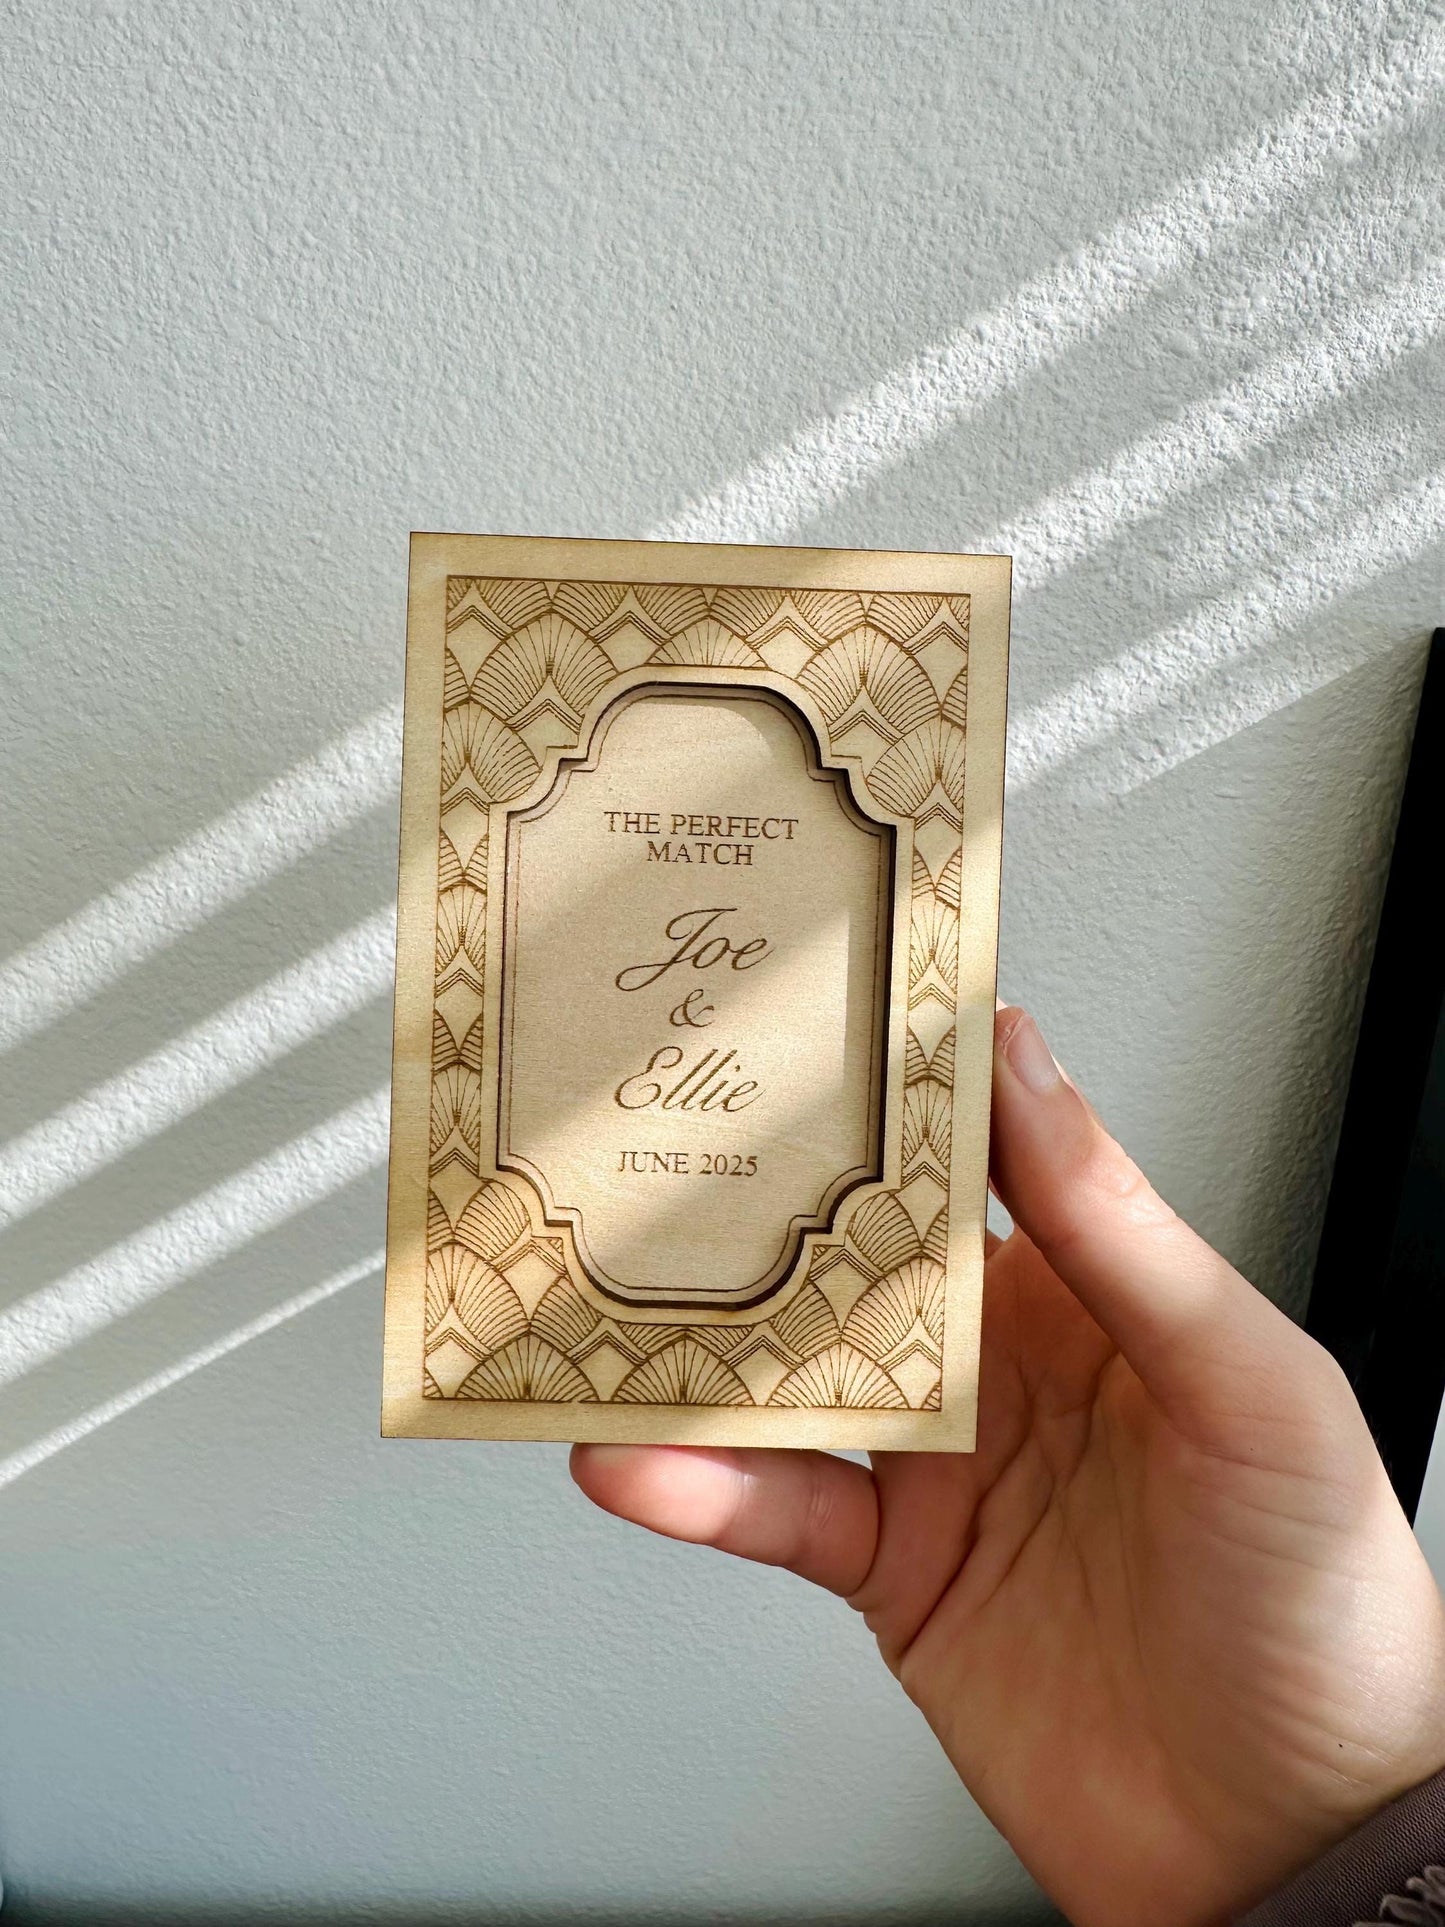 THE PERFECT
MATCH
Joe
&
Ellie
JUNE 2025